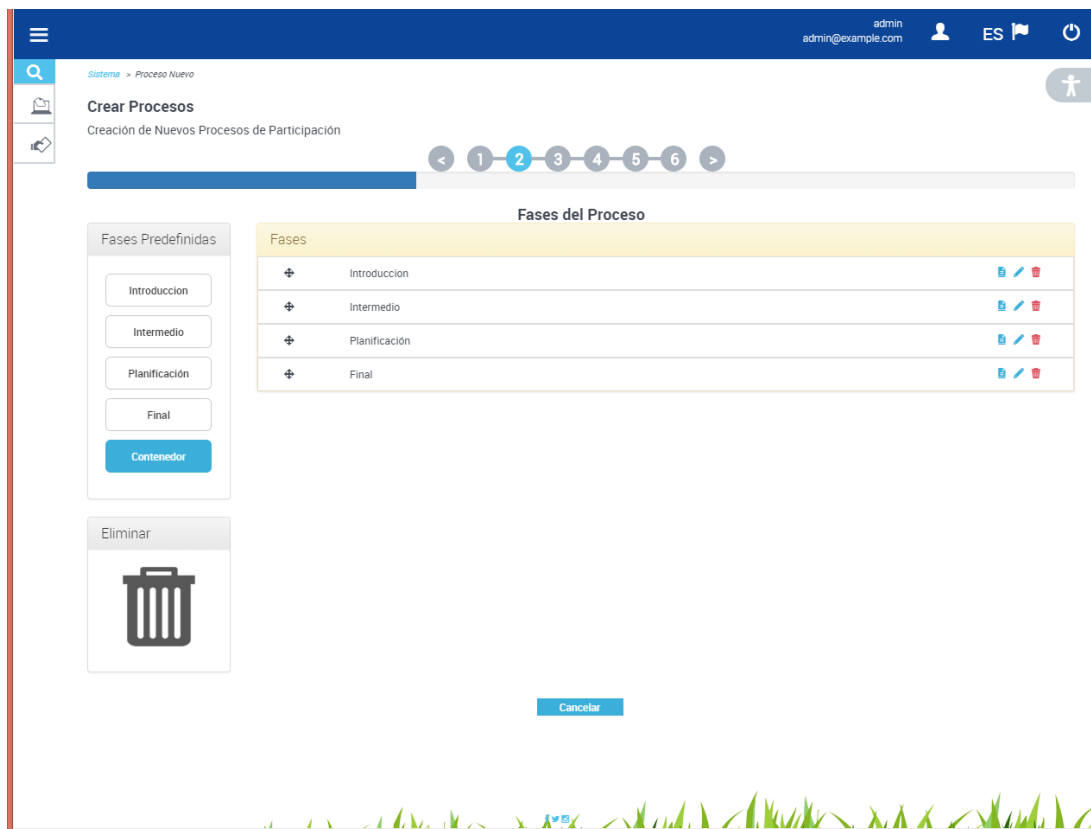 admin
admin@example.com
ES
Sistema > Proceso Nuevo
Crear Procesos
Creación de Nuevos Procesos de Participación
< 1 2 3 4 5 6 >
Fases del Proceso
Fases Predefinidas
Introduccion
Intermedio
Planificación
Final
Contenedor
Fases
Introduccion
Intermedio
Planificación
Final
Eliminar
Cancelar